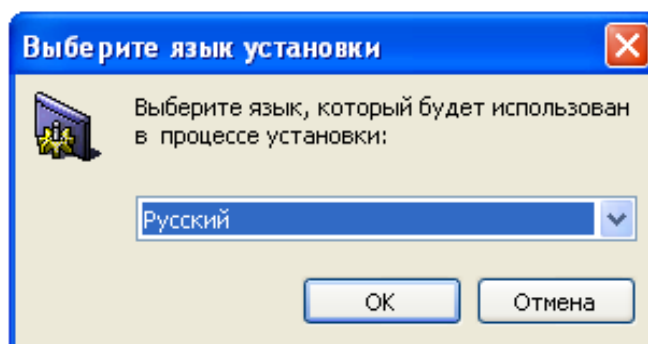 Выберите язык установки
Выберите язык, который будет использован
в процессе установки:
Русский
OK
Отмена